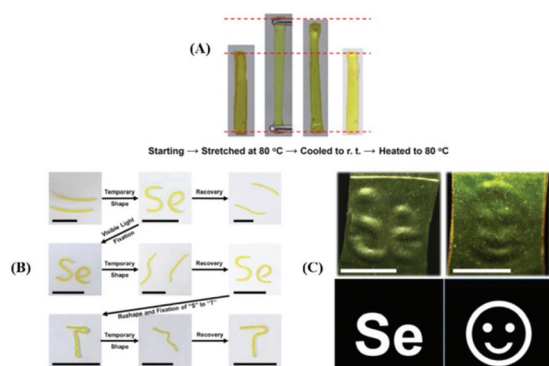 (A)
Starting → Stretched at 80 °C → Cooled to r. t. → Heated to 80 °C
Temporary Shape
Recovery
Se
Visible Light Fixation
(B)
Se
Temporary Shape
Recovery
Se
Reshape and Fixation of "S" to "T"
T
Temporary Shape
Recovery
T
(C)
Se